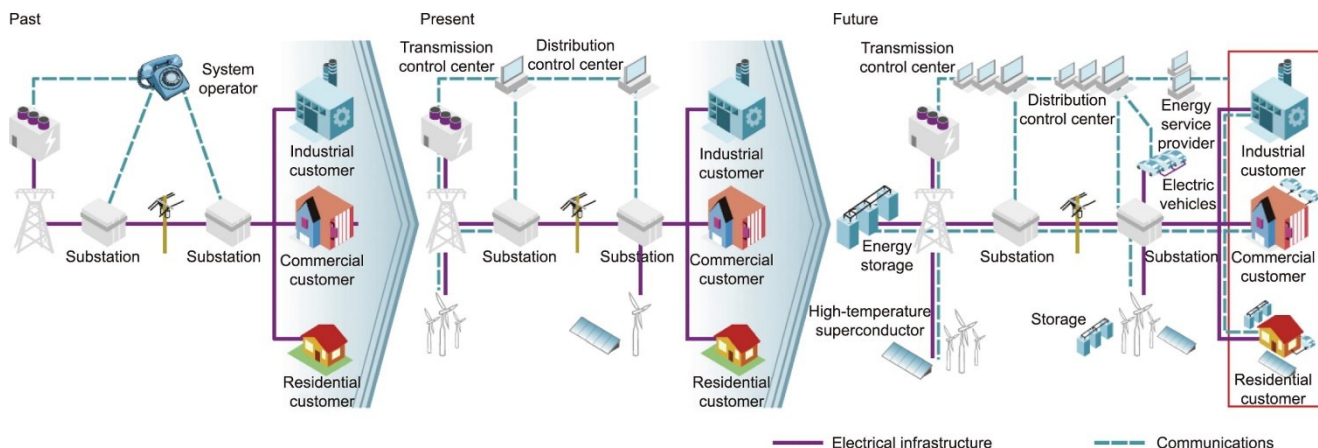 Past
System
operator
Industrial
customer
Substation
Substation
Commercial
customer
Residential
customer
Present
Transmission
control center
Distribution
control center
Industrial
customer
Substation
Substation
Commercial
customer
Residential
customer
Future
Transmission
control center
Distribution
control center
Energy
service
provider
Industrial
customer
Electric
vehicles
Energy
storage
Substation
Substation
Commercial
customer
High-temperature
superconductor
Storage
Residential
customer
Electrical infrastructure
Communications